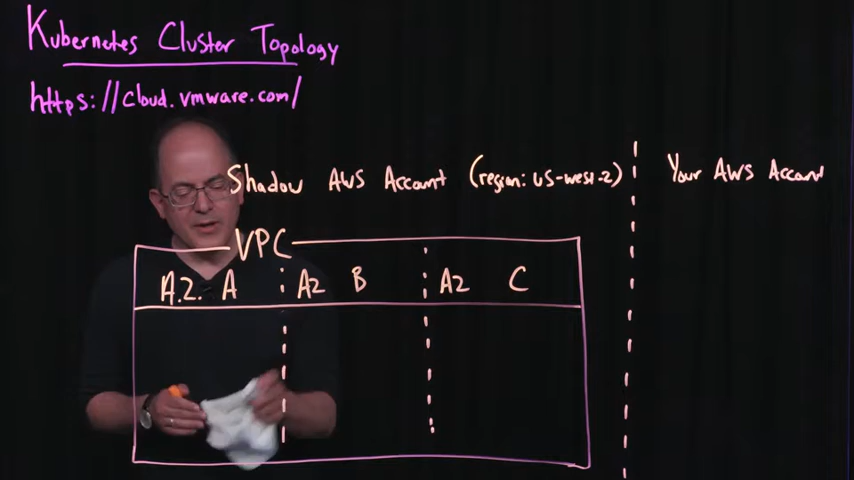 Kubernetes Cluster Topology
https://cloud.vmware.com/
Shadow AWS Account (region: us-west-2)
Your AWS Account
VPC
A.Z. A
AZ B
AZ C